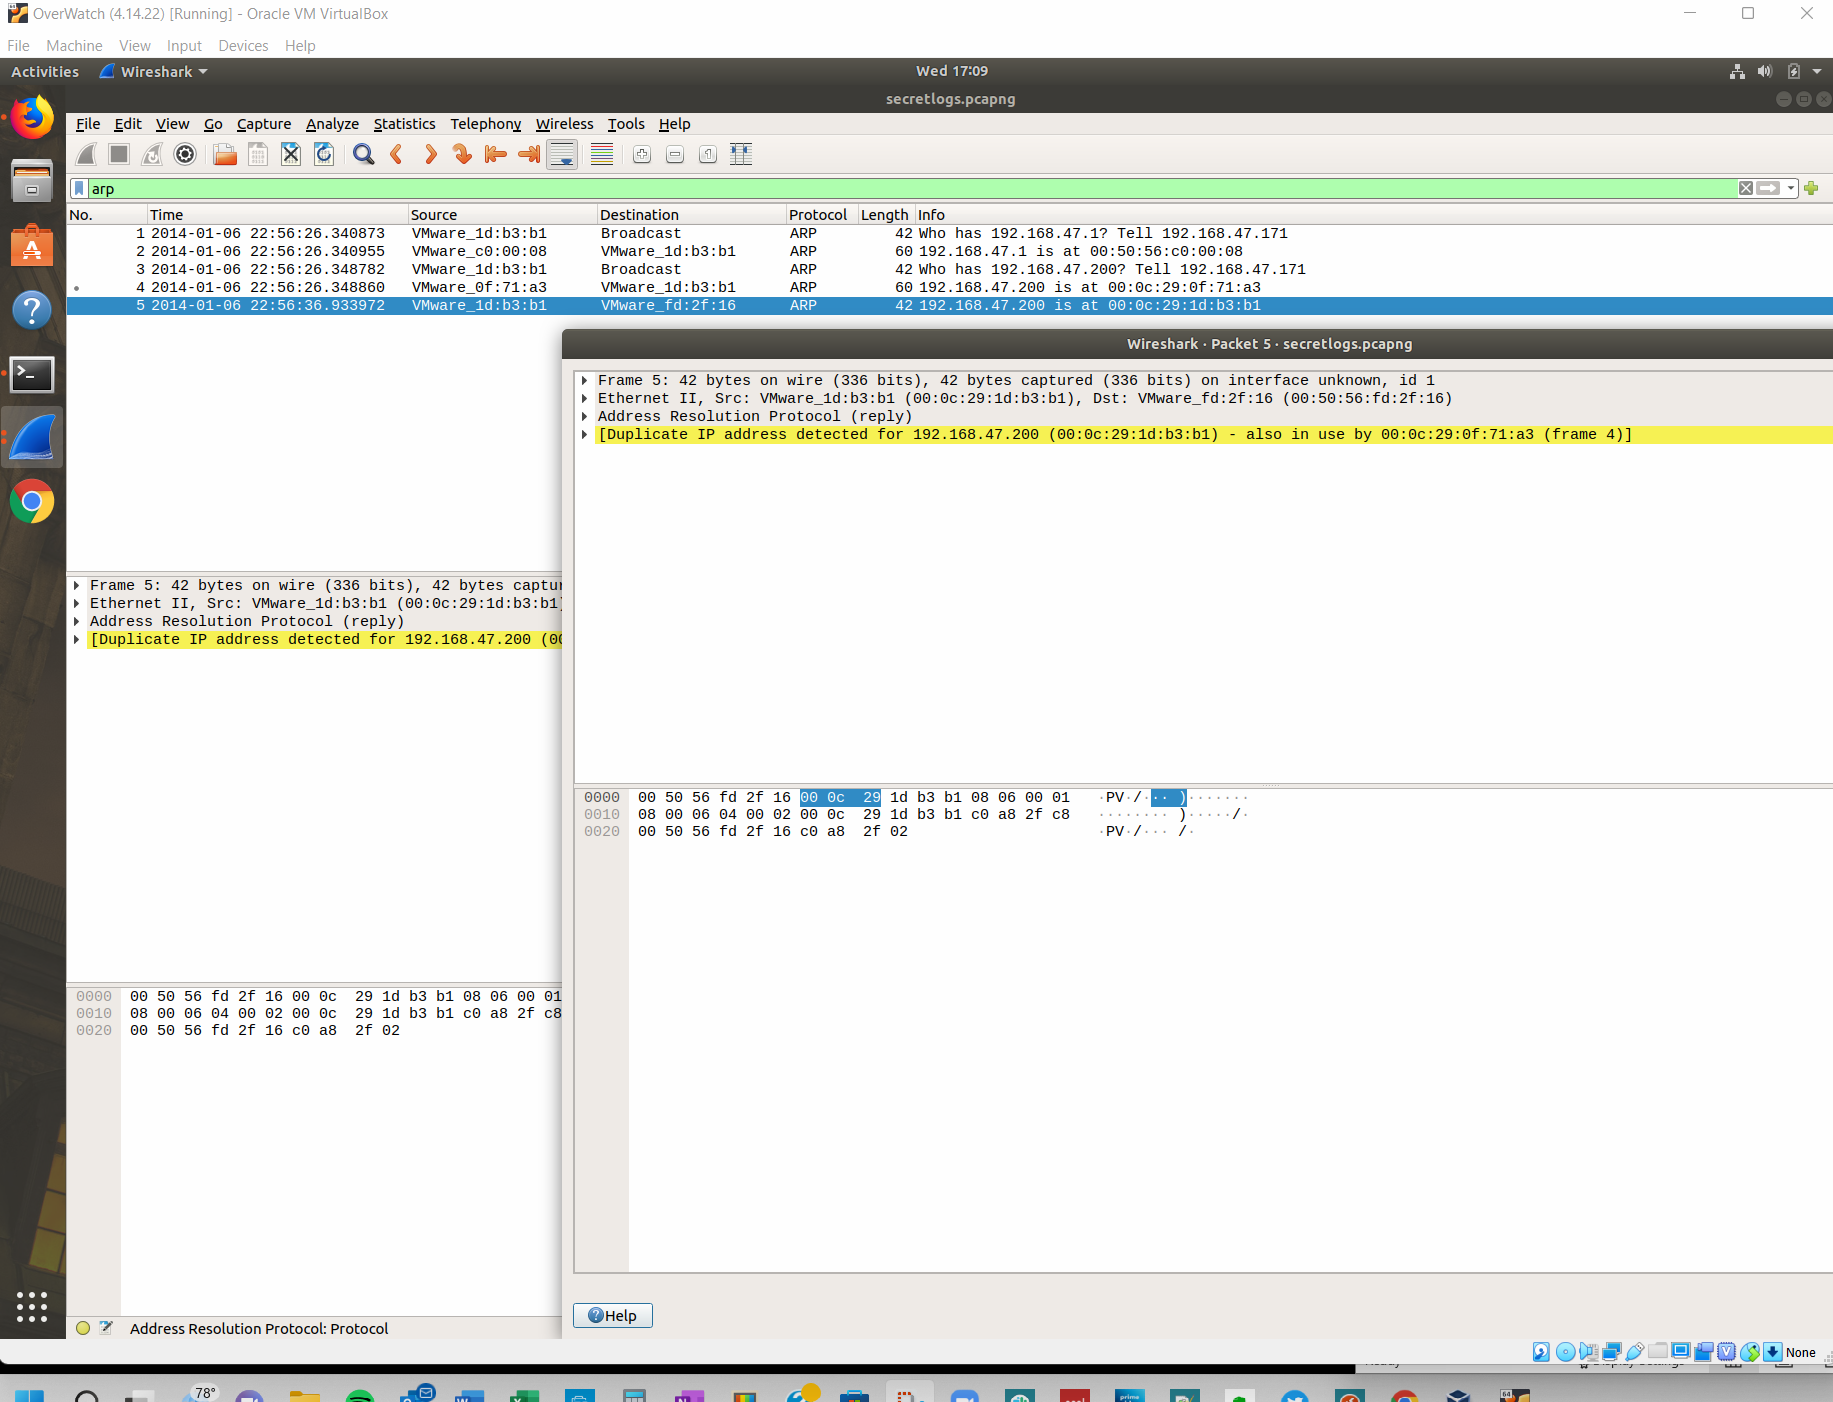 OverWatch (4.14.22) [Running] - Oracle VM VirtualBox
File Machine View Input Devices Help
Activities Wireshark Wed 17:09
secretlogs.pcapng
File Edit View Go Capture Analyze Statistics Telephony Wireless Tools Help
arp
No. Time Source Destination Protocol Length Info
1 2014-01-06 22:56:26.340873 VMware_1d:b3:b1 Broadcast ARP 42 Who has 192.168.47.1? Tell 192.168.47.171
2 2014-01-06 22:56:26.340955 VMware_c0:00:08 VMware_1d:b3:b1 ARP 60 192.168.47.1 is at 00:50:56:c0:00:08
3 2014-01-06 22:56:26.348782 VMware_1d:b3:b1 Broadcast ARP 42 Who has 192.168.47.200? Tell 192.168.47.171
4 2014-01-06 22:56:26.348860 VMware_0f:71:a3 VMware_1d:b3:b1 ARP 60 192.168.47.200 is at 00:0c:29:0f:71:a3
5 2014-01-06 22:56:36.933972 VMware_1d:b3:b1 VMware_fd:2f:16 ARP 42 192.168.47.200 is at 00:0c:29:1d:b3:b1
Wireshark · Packet 5 · secretlogs.pcapng
Frame 5: 42 bytes on wire (336 bits), 42 bytes captured (336 bits) on interface unknown, id 1
Ethernet II, Src: VMware_1d:b3:b1 (00:0c:29:1d:b3:b1), Dst: VMware_fd:2f:16 (00:50:56:fd:2f:16)
Address Resolution Protocol (reply)
[Duplicate IP address detected for 192.168.47.200 (00:0c:29:1d:b3:b1) - also in use by 00:0c:29:0f:71:a3 (frame 4)]
Frame 5: 42 bytes on wire (336 bits), 42 bytes captur
Ethernet II, Src: VMware_1d:b3:b1 (00:0c:29:1d:b3:b1)
Address Resolution Protocol (reply)
[Duplicate IP address detected for 192.168.47.200 (00
0000 00 50 56 fd 2f 16 00 0c 29 1d b3 b1 08 06 00 01 ·PV·/··· )·······
0010 08 00 06 04 00 02 00 0c 29 1d b3 b1 c0 a8 2f c8 ········ )·····/·
0020 00 50 56 fd 2f 16 c0 a8 2f 02 ·PV·/··· /·
0000 00 50 56 fd 2f 16 00 0c 29 1d b3 b1 08 06 00 01
0010 08 00 06 04 00 02 00 0c 29 1d b3 b1 c0 a8 2f c8
0020 00 50 56 fd 2f 16 c0 a8 2f 02
Help
Address Resolution Protocol: Protocol
None
78°
prime
64